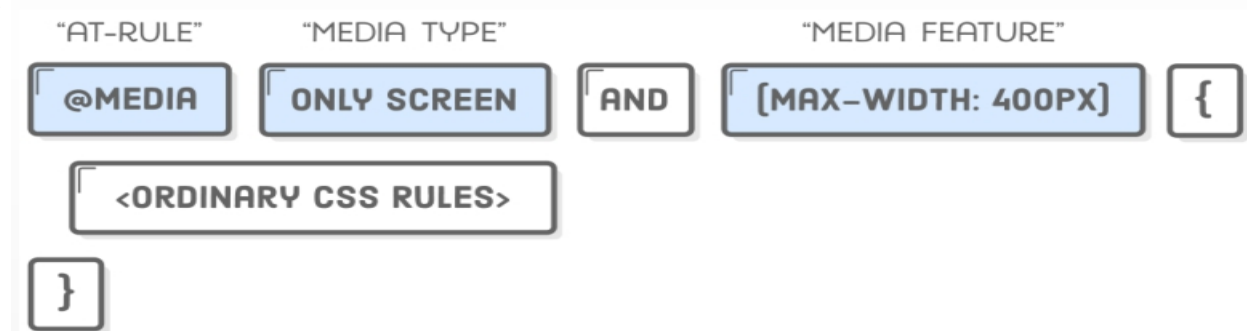 “AT-RULE” “MEDIA TYPE” “MEDIA FEATURE”
@MEDIA ONLY SCREEN AND (MAX-WIDTH: 400PX) {
<ORDINARY CSS RULES>
}